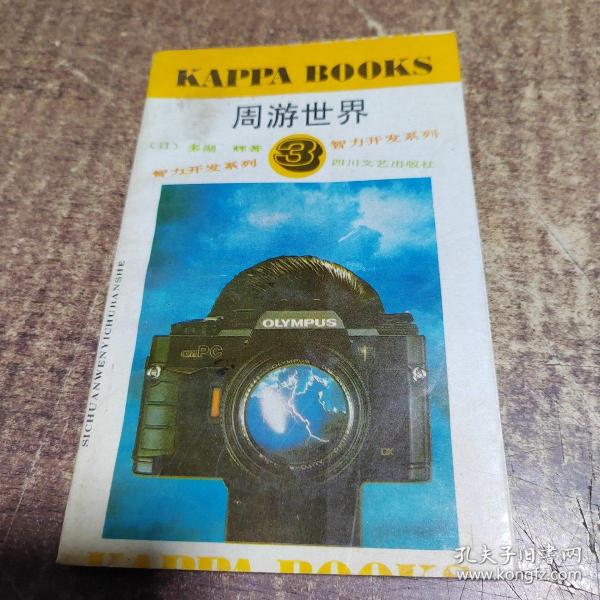 KAPPA BOOKS
周游世界
(日) 多湖 辉著
3
智力开发系列
智力开发系列
四川文艺出版社
SICHUANWENYICHUBANSHE
OLYMPUS
PC
DX
KAPPA BOOKS
孔夫子旧书网
www.kongfz.com